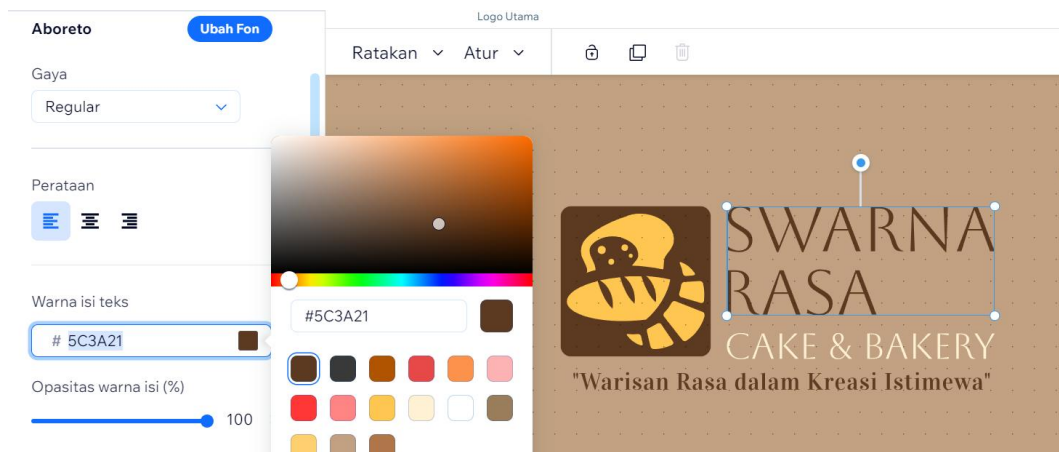 Logo Utama
Aboreto
Ubah Fon
Ratakan
Atur
Gaya
Regular
Perataan
Warna isi teks
# 5C3A21
#5C3A21
Opasitas warna isi (%)
100
SWARNA
RASA
CAKE & BAKERY
"Warisan Rasa dalam Kreasi Istimewa"